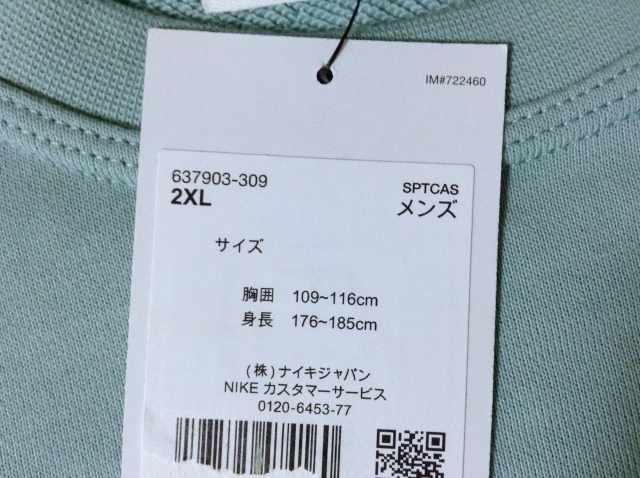 IM#722460
637903-309
2XL
SPTCAS
メンズ
サイズ
胸囲 109~116cm
身長 176~185cm
(株)ナイキジャパン
NIKE カスタマーサービス
0120-6453-77